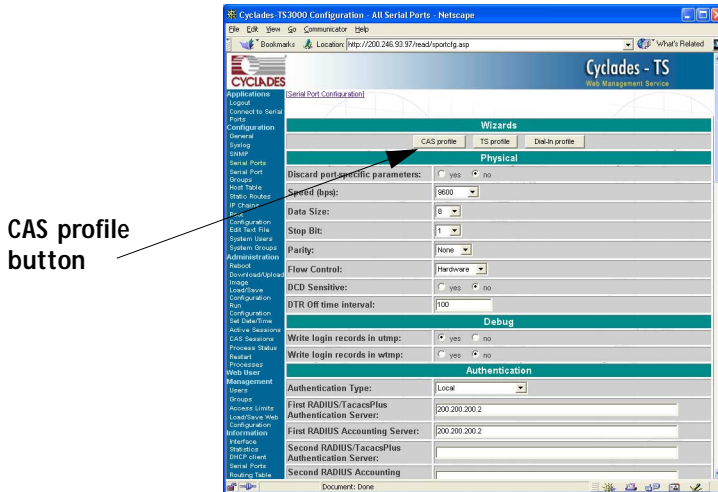 Cyclades-TS3000 Configuration - All Serial Ports - Netscape
File Edit View Go Communicator Help
Bookmarks Location: http://200.246.93.97/read/sportcfg.asp What's Related
CYCLADES
Cyclades - TS
Web Management Service
Applications
Logout
Connect to Serial
Ports
Configuration
General
Syslog
SNMP
Serial Ports
Serial Port
Groups
Host Table
Static Routes
IP Chains
Boot
Configuration
Edit Text File
System Users
System Groups
Administration
Reboot
Download/Upload
Image
Load/Save
Configuration
Run
Configuration
Set Date/Time
Active Sessions
CAS Sessions
Process Status
Restart
Processes
Web User
Management
Users
Groups
Access Limits
Load/Save Web
Configuration
Information
Interface
Statistics
DHCP client
Serial Ports
Routing Table
[Serial Port Configuration]
Wizards
CAS profile TS profile Dial-In profile
Physical
Discard port-specific parameters: yes no
Speed (bps): 9600
Data Size: 8
Stop Bit: 1
Parity: None
Flow Control: Hardware
DCD Sensitive: yes no
DTR Off time interval: 100
Debug
Write login records in utmp: yes no
Write login records in wtmp: yes no
Authentication
Authentication Type: Local
First RADIUS/TacacsPlus
Authentication Server: 200.200.200.2
First RADIUS Accounting Server: 200.200.200.2
Second RADIUS/TacacsPlus
Authentication Server:
Second RADIUS Accounting
Document: Done
CAS profile
button